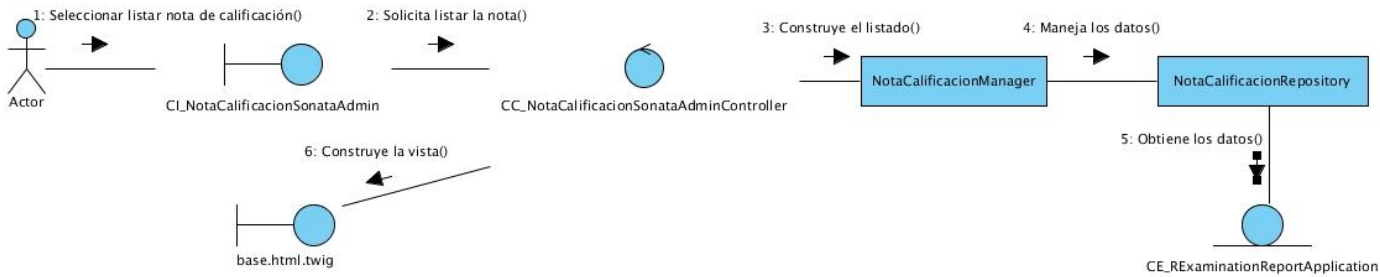 1: Seleccionar listar nota de calificación()
2: Solicita listar la nota()
3: Construye el listado()
4: Maneja los datos()
Actor
CI_NotaCalificacionSonataAdmin
CC_NotaCalificacionSonataAdminController
NotaCalificacionManager
NotaCalificacionRepository
5: Obtiene los datos()
6: Construye la vista()
base.html.twig
CE_RExaminationReportApplication